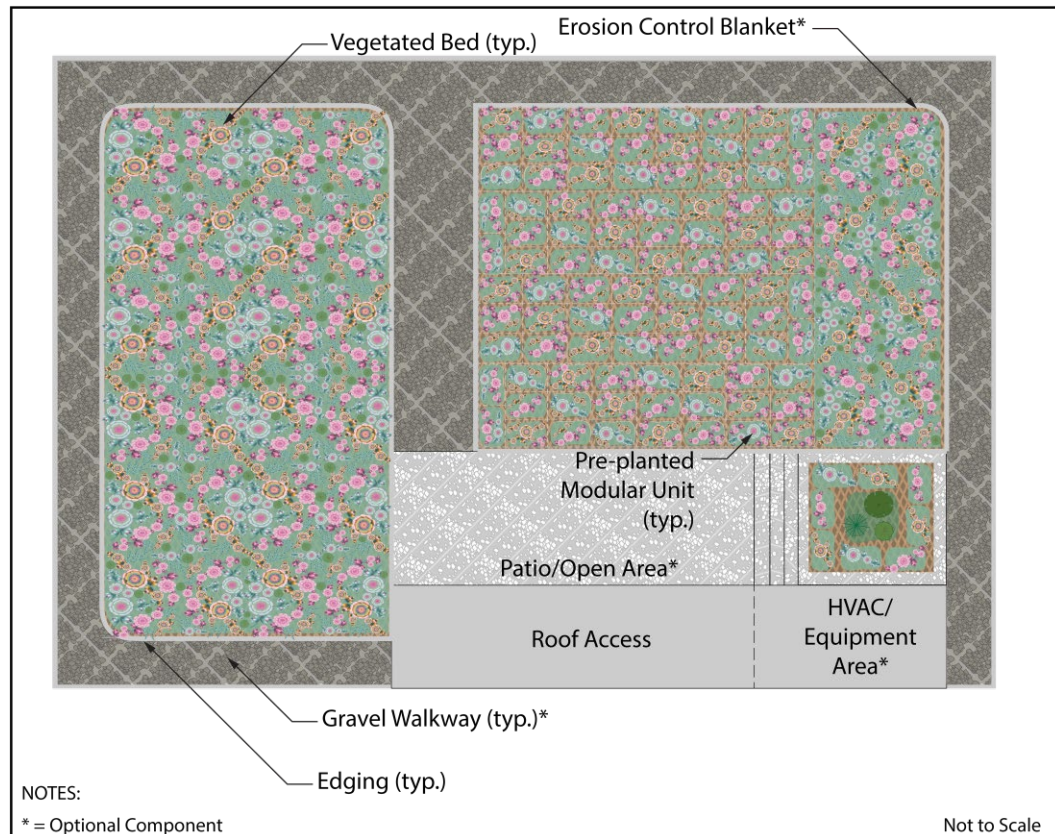 Erosion Control Blanket*
Vegetated Bed (typ.)
Pre-planted
Modular Unit
(typ.)
Patio/Open Area*
Roof Access
HVAC/
Equipment
Area*
Gravel Walkway (typ.)*
Edging (typ.)
NOTES:
* = Optional Component
Not to Scale